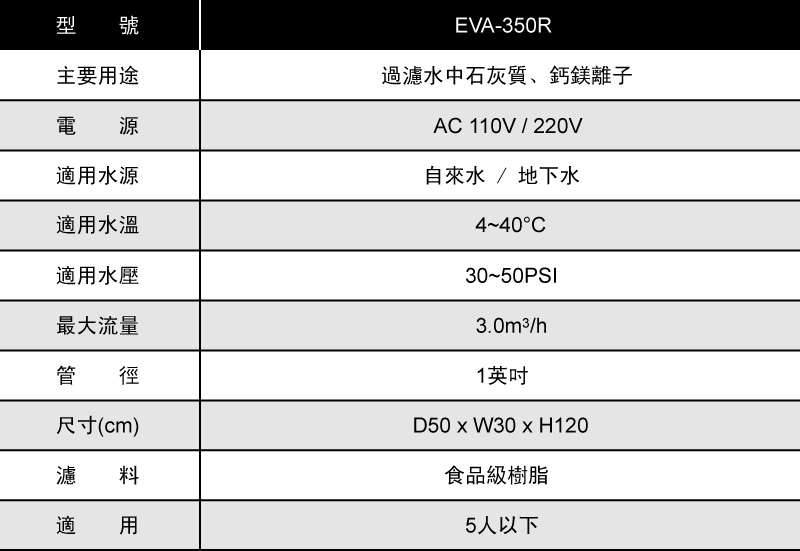 型　　號 EVA-350R
主要用途 過濾水中石灰質、鈣鎂離子
電　　源 AC 110V / 220V
適用水源 自來水 / 地下水
適用水溫 4~40°C
適用水壓 30~50PSI
最大流量 3.0m³/h
管　　徑 1英吋
尺寸(cm) D50 x W30 x H120
濾　　料 食品級樹脂
適　　用 5人以下